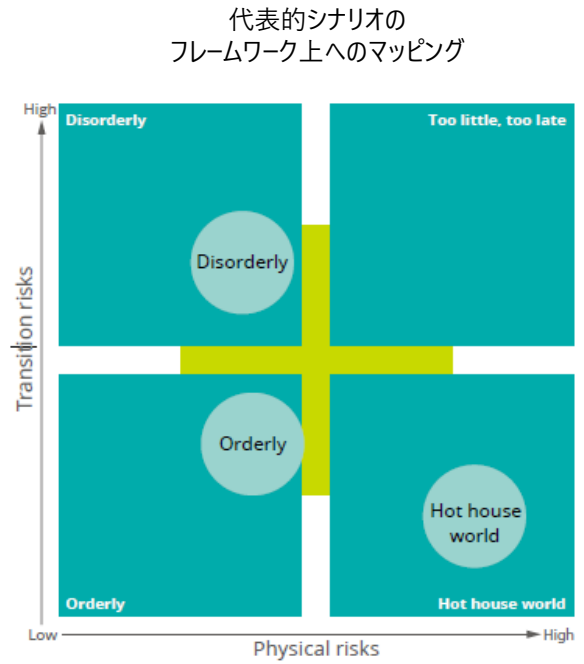 代表的シナリオの
フレームワーク上へのマッピング
High
Disorderly
Too little, too late
Disorderly
Transition risks
Orderly
Hot house
world
Orderly
Hot house world
Low
High
Physical risks